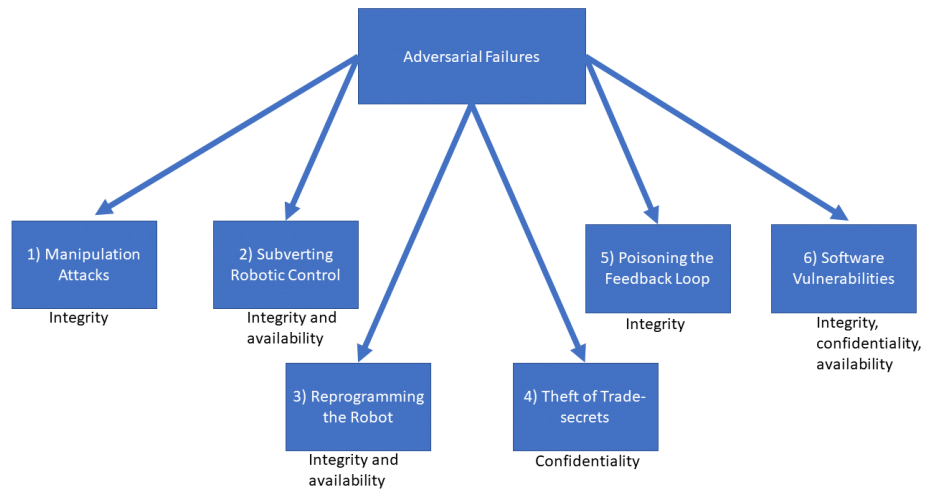 Adversarial Failures
1) Manipulation
Attacks
Integrity
2) Subverting
Robotic Control
Integrity and
availability
3) Reprogramming
the Robot
Integrity and
availability
4) Theft of Trade-
secrets
Confidentiality
5) Poisoning the
Feedback Loop
Integrity
6) Software
Vulnerabilities
Integrity,
confidentiality,
availability